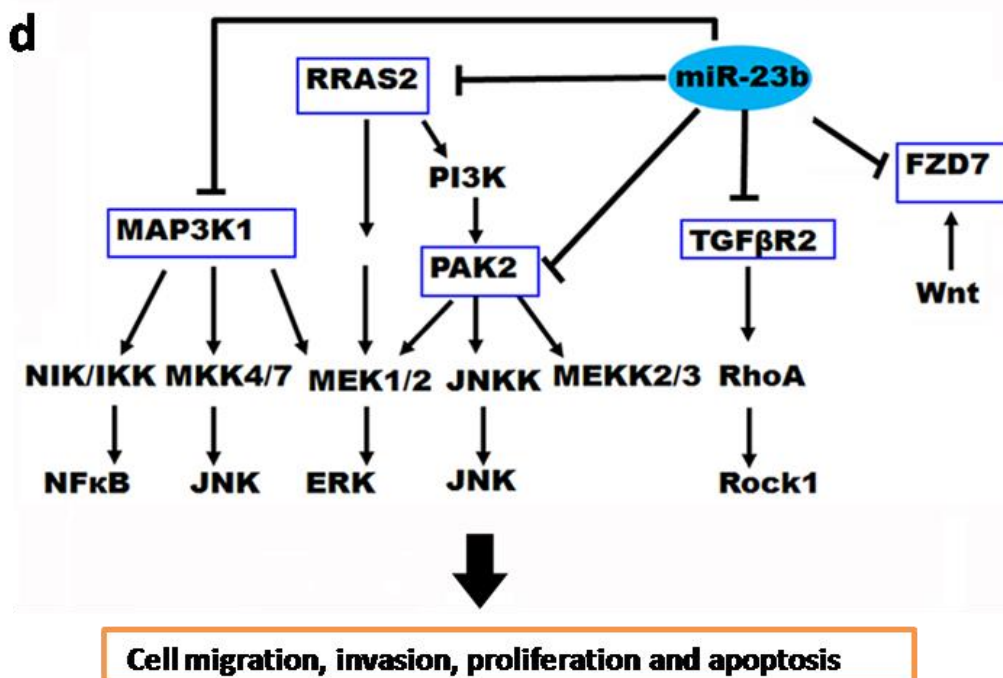 d
RRAS2
miR-23b
FZD7
PI3K
MAP3K1
PAK2
TGFβR2
Wnt
NIK/IKK MKK4/7 MEK1/2 JNKK MEKK2/3 RhoA
NFκB JNK ERK JNK Rock1
Cell migration, invasion, proliferation and apoptosis